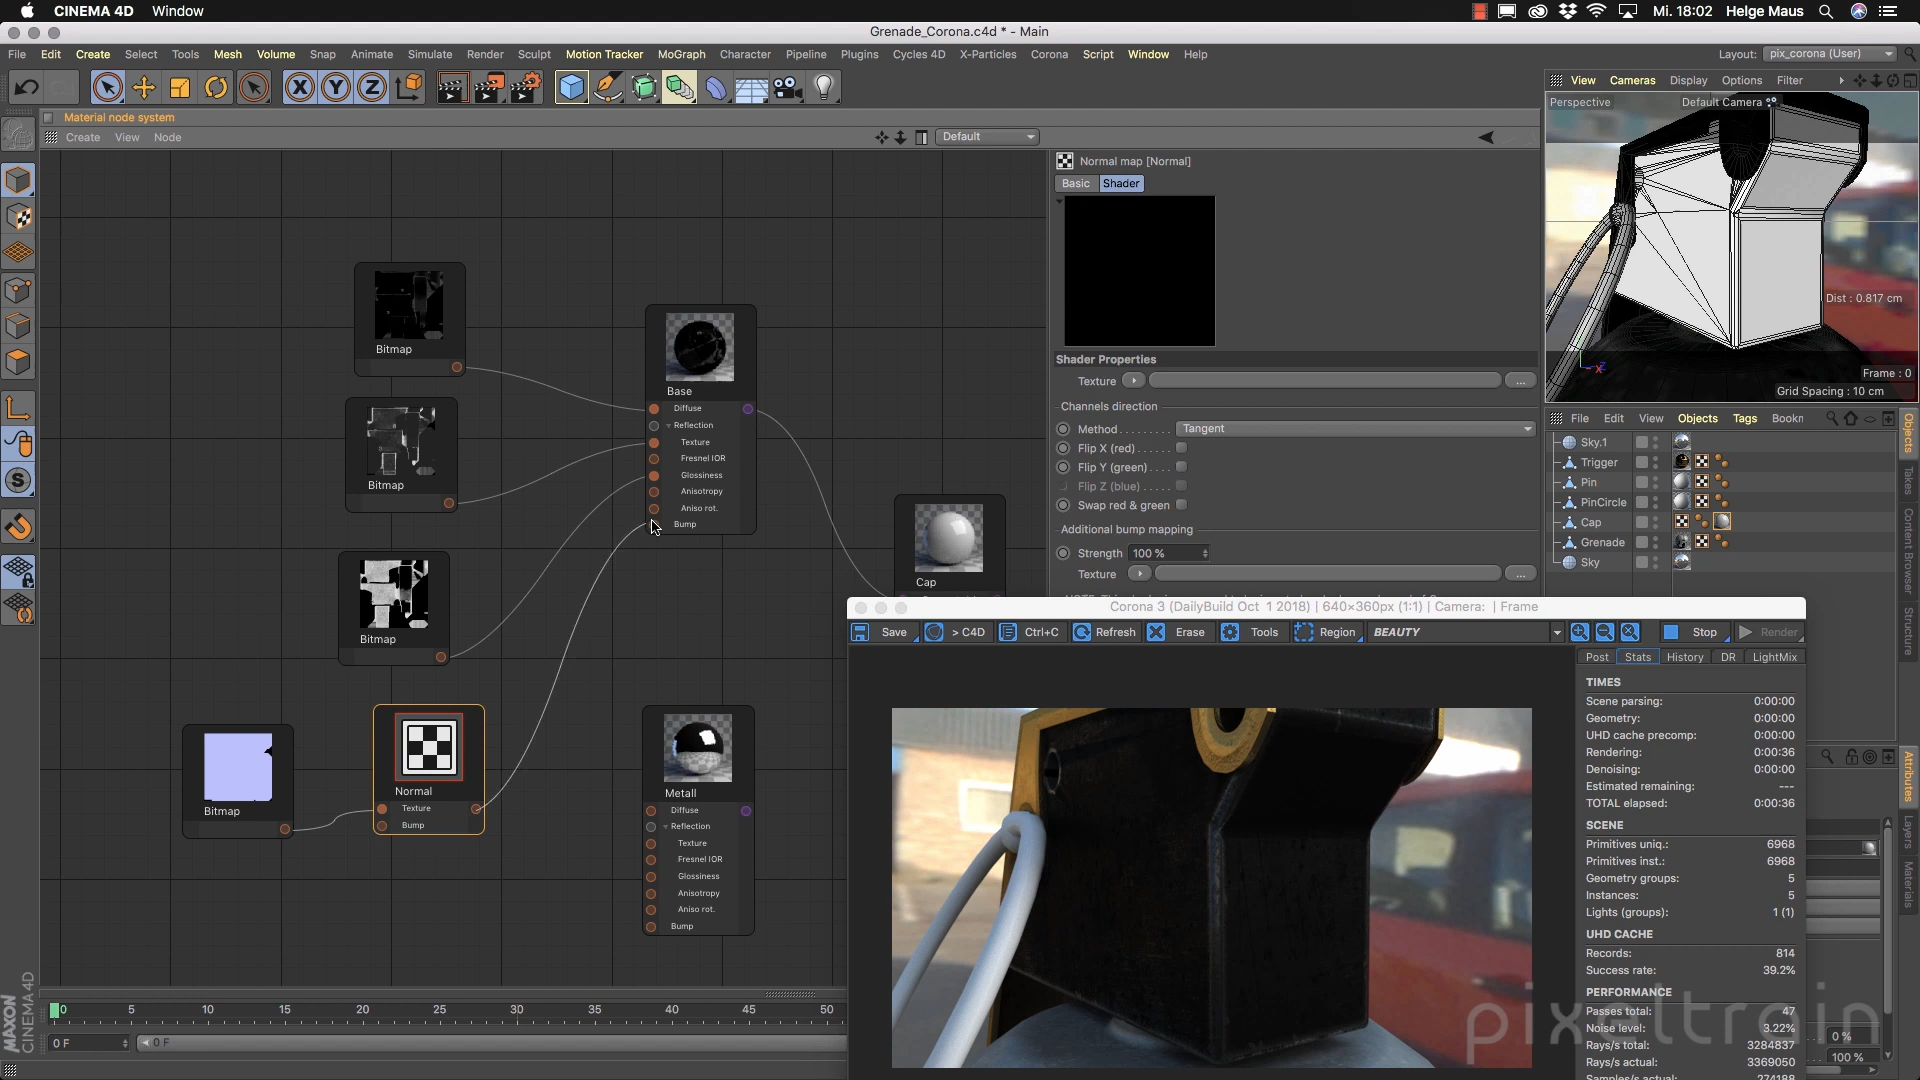 CINEMA 4D Window
Mi. 18:02 Helge Maus
Grenade_Corona.c4d * - Main
File Edit Create Select Tools Mesh Volume Snap Animate Simulate Render Sculpt Motion Tracker MoGraph Character Pipeline Plugins Cycles 4D X-Particles Corona Script Window Help
Layout: pix_corona (User)
X Y Z
Material node system
Create View Node
Default
View Cameras Display Options Filter
Perspective
Default Camera
Dist : 0.817 cm
Frame : 0
Grid Spacing : 10 cm
Normal map [Normal]
Basic Shader
Shader Properties
Texture
...
Channels direction
Method
Tangent
Flip X (red)
Flip Y (green)
Flip Z (blue)
Swap red & green
Additional bump mapping
Strength 100 %
Texture
...
Bitmap
Bitmap
Bitmap
Bitmap
Normal
Texture
Bump
Base
Diffuse
Reflection
Texture
Fresnel IOR
Glossiness
Anisotropy
Aniso rot.
Bump
Metall
Diffuse
Reflection
Texture
Fresnel IOR
Glossiness
Anisotropy
Aniso rot.
Bump
Cap
File Edit View Objects Tags Bookn
Sky.1
Trigger
Pin
PinCircle
Cap
Grenade
Sky
Objects
Takes
Content Browser
Structure
Attributes
Layers
Materials
Corona 3 (DailyBuild Oct 1 2018) | 640×360px (1:1) | Camera: | Frame
Save > C4D Ctrl+C Refresh Erase Tools Region BEAUTY Stop Render
Post Stats History DR LightMix
TIMES
Scene parsing: 0:00:00
Geometry: 0:00:00
UHD cache precomp: 0:00:00
Rendering: 0:00:36
Denoising: 0:00:00
Estimated remaining: ---
TOTAL elapsed: 0:00:36
SCENE
Primitives uniq.: 6968
Primitives inst.: 6968
Geometry groups: 5
Instances: 5
Lights (groups): 1 (1)
UHD CACHE
Records: 814
Success rate: 39.2%
PERFORMANCE
Passes total: 47
Noise level: 3.22%
Rays/s total: 3284837
Rays/s actual: 3369050
Samples/s actual: 274188
0 %
100 %
pixeltrain
0 5 10 15 20 25 30 35 40 45 50
0 F
0 F
MAXON
CINEMA 4D